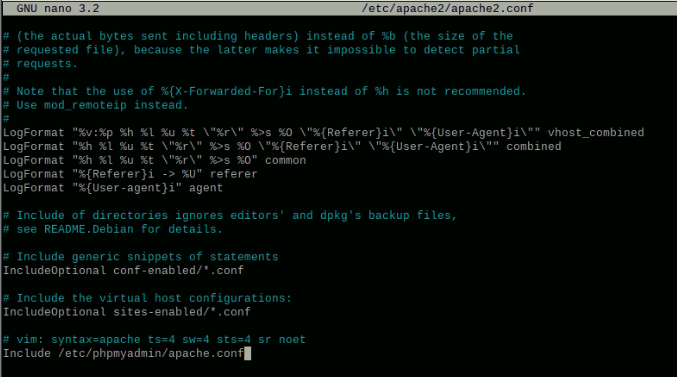 GNU nano 3.2 /etc/apache2/apache2.conf
# (the actual bytes sent including headers) instead of %b (the size of the
# requested file), because the latter makes it impossible to detect partial
# requests.
#
# Note that the use of %{X-Forwarded-For}i instead of %h is not recommended.
# Use mod_remoteip instead.
#
LogFormat "%v:%p %h %l %u %t \"%r\" %>s %O \"%{Referer}i\" \"%{User-Agent}i\"" vhost_combined
LogFormat "%h %l %u %t \"%r\" %>s %O \"%{Referer}i\" \"%{User-Agent}i\"" combined
LogFormat "%h %l %u %t \"%r\" %>s %O" common
LogFormat "%{Referer}i -> %U" referer
LogFormat "%{User-agent}i" agent
# Include of directories ignores editors' and dpkg's backup files,
# see README.Debian for details.
# Include generic snippets of statements
IncludeOptional conf-enabled/*.conf
# Include the virtual host configurations:
IncludeOptional sites-enabled/*.conf
# vim: syntax=apache ts=4 sw=4 sts=4 sr noet
Include /etc/phpmyadmin/apache.conf